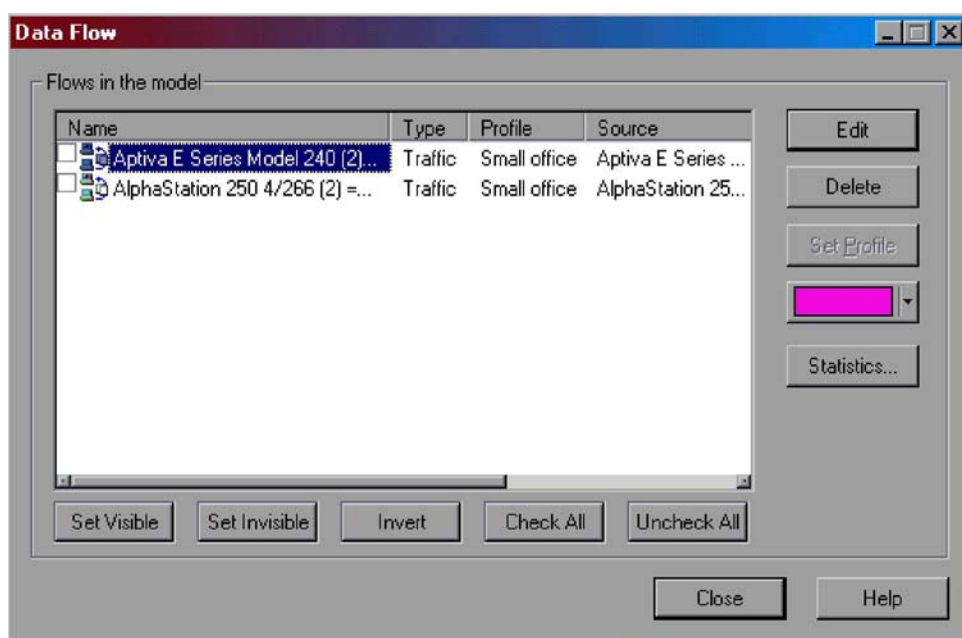 Data Flow
Flows in the model
Name Type Profile Source
Aptiva E Series Model 240 (2)... Traffic Small office Aptiva E Series ...
AlphaStation 250 4/266 (2) =... Traffic Small office AlphaStation 25...
Edit
Delete
Set Profile
Statistics...
Set Visible Set Invisible Invert Check All Uncheck All
Close Help